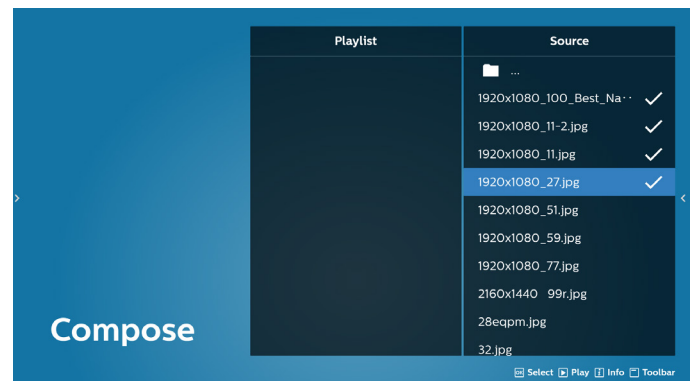 Playlist
Source
...
1920x1080_100_Best_Na··
1920x1080_11-2.jpg
1920x1080_11.jpg
1920x1080_27.jpg
1920x1080_51.jpg
1920x1080_59.jpg
1920x1080_77.jpg
2160x1440 99r.jpg
28eqpm.jpg
32.jpg
Compose
OK Select Play i Info Toolbar